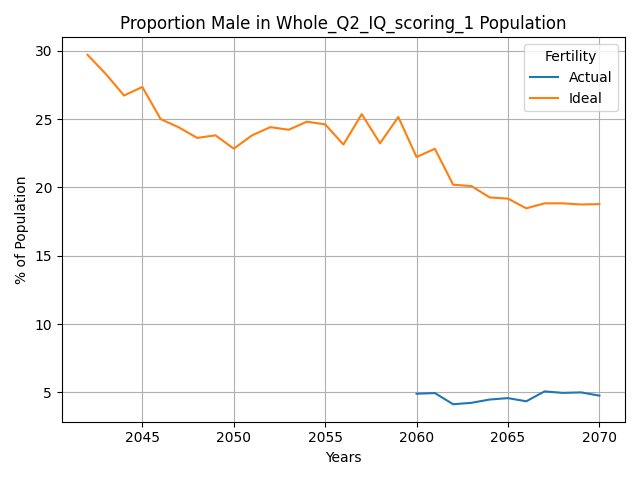 Proportion Male in Whole_Q2_IQ_scoring_1 Population
Fertility
Actual
Ideal
% of Population
30
25
20
15
10
5
2045 2050 2055 2060 2065 2070
Years